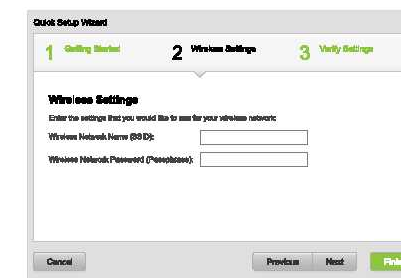 Quick Setup Wizard
1 Getting Started 2 Wireless Settings 3 Verify Settings
Wireless Settings
Enter the settings that you would like to use for your wireless network:
Wireless Network Name (SSID):
Wireless Network Password (Passphrase):
Cancel Previous Next Fini